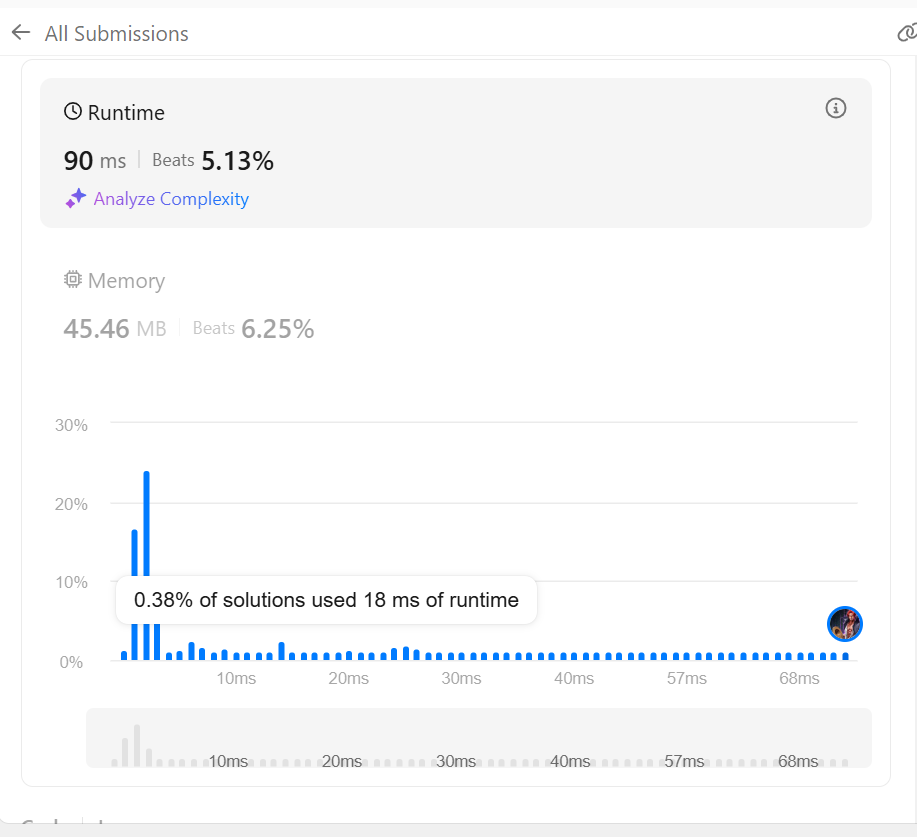 All Submissions
Runtime
90 ms Beats 5.13%
Analyze Complexity
Memory
45.46 MB Beats 6.25%
30%
20%
10%
0.38% of solutions used 18 ms of runtime
0%
10ms 20ms 30ms 40ms 57ms 68ms
10ms 20ms 30ms 40ms 57ms 68ms